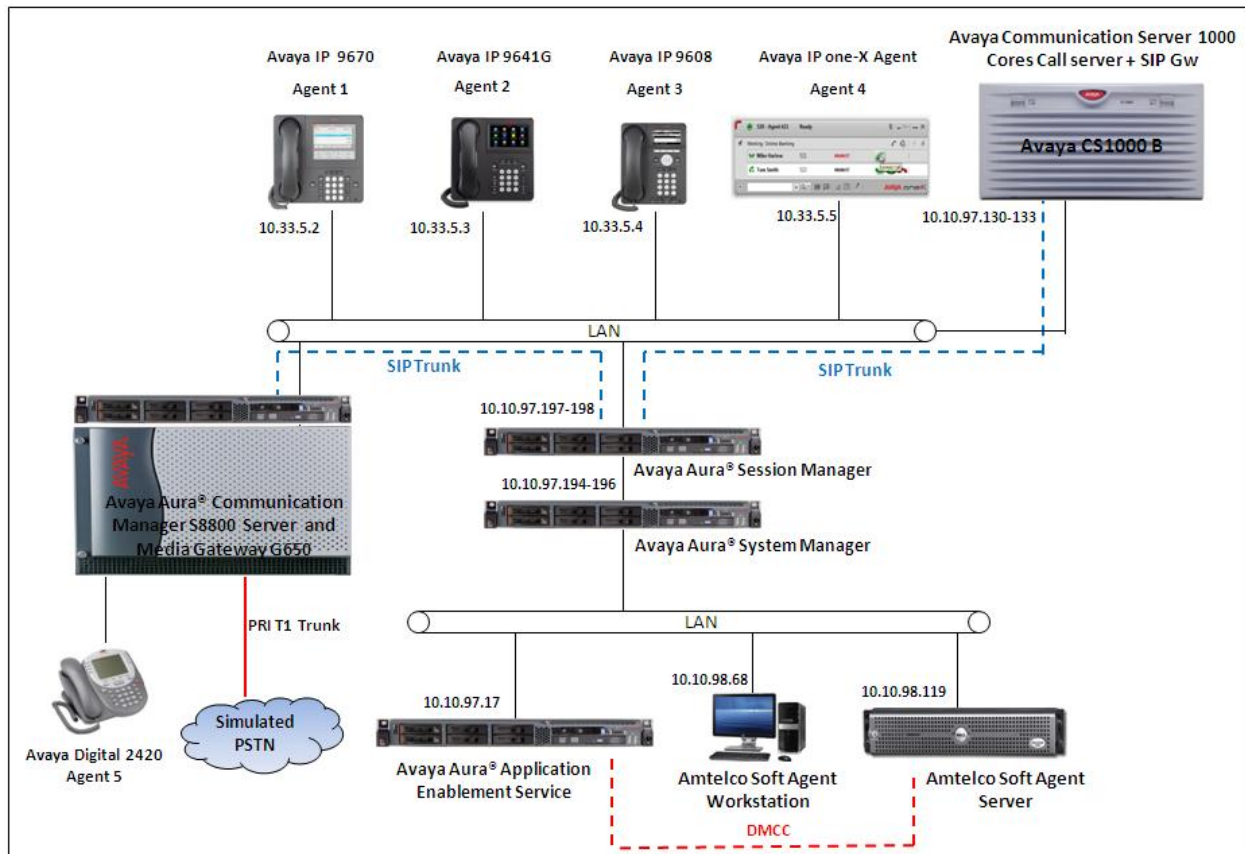 Avaya IP 9670
Agent 1
Avaya IP 9641G
Agent 2
Avaya IP 9608
Agent 3
Avaya IP one-X Agent
Agent 4
Avaya Communication Server 1000
Cores Call server + SIP Gw
Avaya CS1000 B
10.33.5.2
10.33.5.3
10.33.5.4
10.33.5.5
10.10.97.130-133
LAN
SIP Trunk
SIP Trunk
10.10.97.197-198
Avaya Aura® Session Manager
AVAYA
Avaya Aura® Communication
Manager S8800 Server and
Media Gateway G650
10.10.97.194-196
Avaya Aura® System Manager
PRI T1 Trunk
LAN
Simulated
PSTN
Avaya Digital 2420
Agent 5
10.10.97.17
10.10.98.68
10.10.98.119
Avaya Aura® Application
Enablement Service
Amtelco Soft Agent
Workstation
Amtelco Soft Agent
Server
DMCC